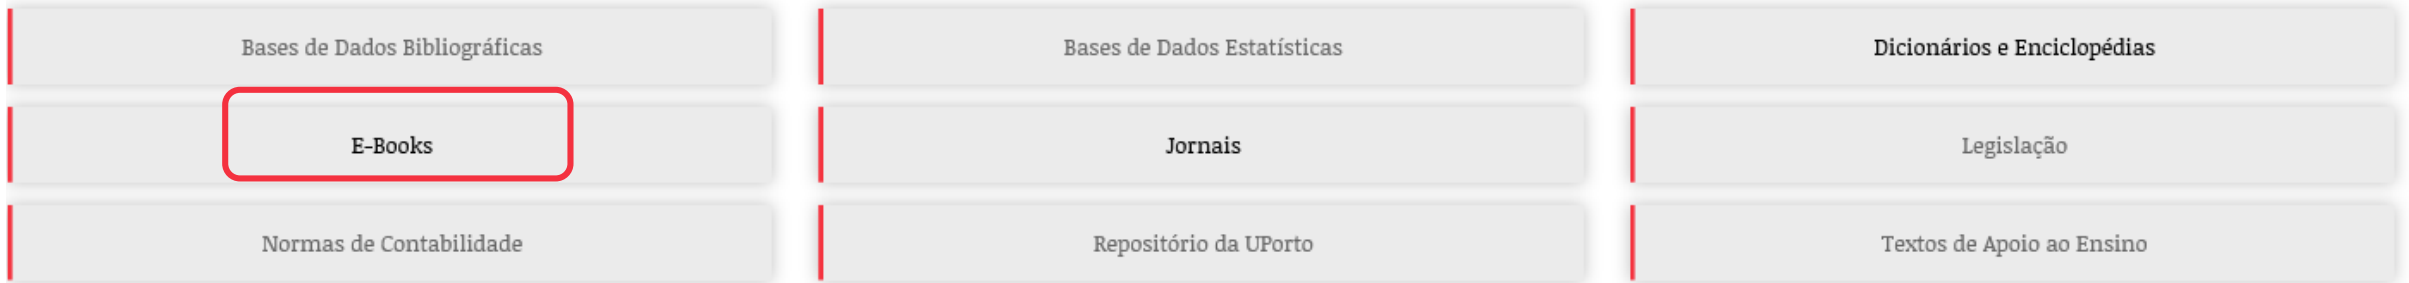 Bases de Dados Bibliográficas
Bases de Dados Estatísticas
Dicionários e Enciclopédias
E-Books
Jornais
Legislação
Normas de Contabilidade
Repositório da UPorto
Textos de Apoio ao Ensino